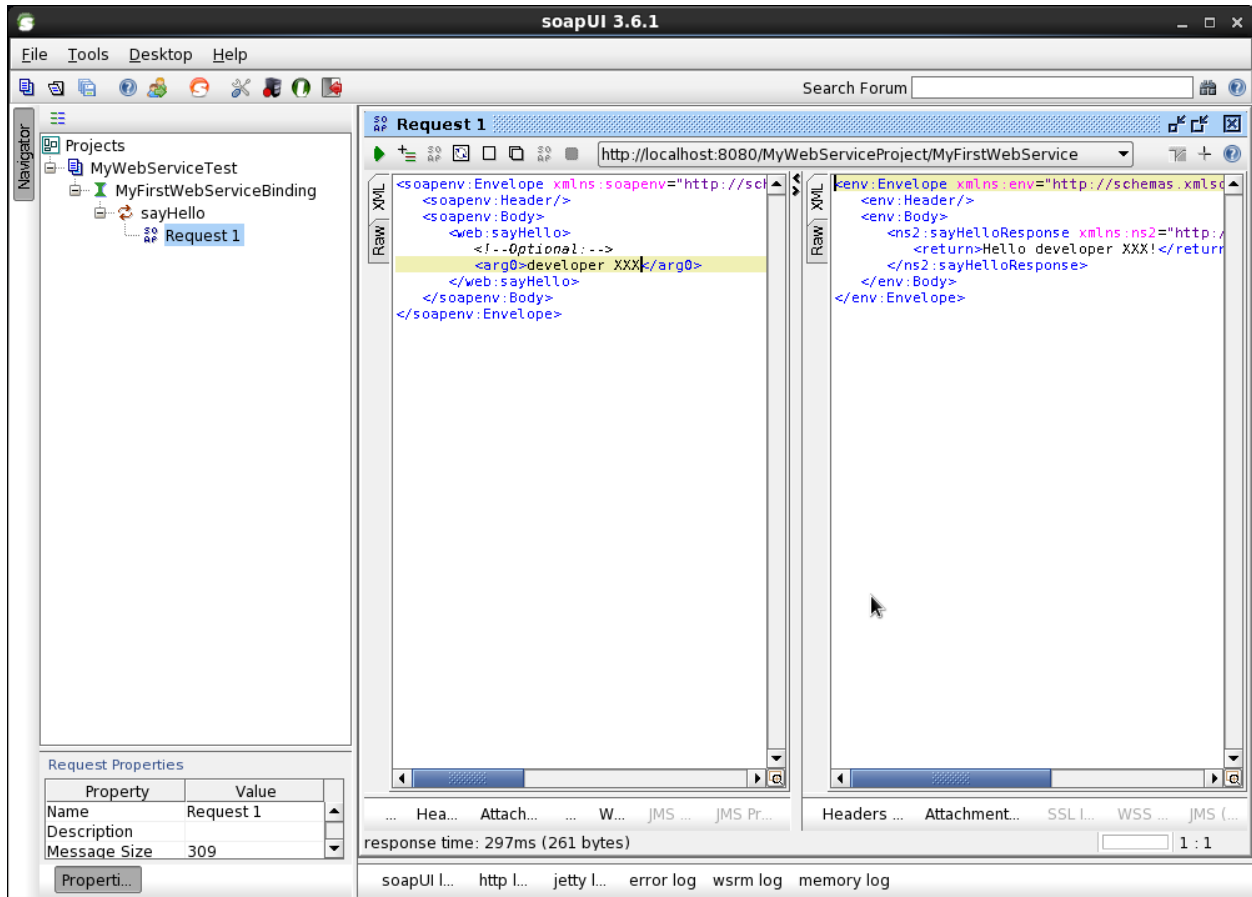 soapUI 3.6.1
File Tools Desktop Help
Search Forum
Navigator
Projects
MyWebServiceTest
MyFirstWebServiceBinding
sayHello
Request 1
Request Properties
Property Value
Name Request 1
Description
Message Size 309
Properti...
Request 1
http://localhost:8080/MyWebServiceProject/MyFirstWebService
XML
Raw
<soapenv:Envelope xmlns:soapenv="http://sch
<soapenv:Header/>
<soapenv:Body>
<web:sayHello>
<!--Optional:-->
<arg0>developer XXX</arg0>
</web:sayHello>
</soapenv:Body>
</soapenv:Envelope>
XML
Raw
<env:Envelope xmlns:env="http://schemas.xmlso
<env:Header/>
<env:Body>
<ns2:sayHelloResponse xmlns:ns2="http:/
<return>Hello developer XXX!</return
</ns2:sayHelloResponse>
</env:Body>
</env:Envelope>
... Hea... Attach... ... W... JMS ... JMS Pr...
Headers ... Attachment... SSL I... WSS ... JMS (...
response time: 297ms (261 bytes)
1 : 1
soapUI l... http l... jetty l... error log wsrm log memory log